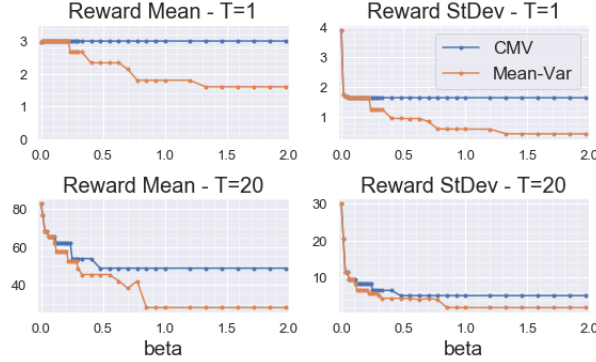 Reward Mean - T=1
Reward StDev - T=1
3
2
1
0
0.0 0.5 1.0 1.5 2.0
4
3
2
1
0.0 0.5 1.0 1.5 2.0
CMV
Mean-Var
Reward Mean - T=20
Reward StDev - T=20
80
60
40
0.0 0.5 1.0 1.5 2.0
beta
30
20
10
0.0 0.5 1.0 1.5 2.0
beta